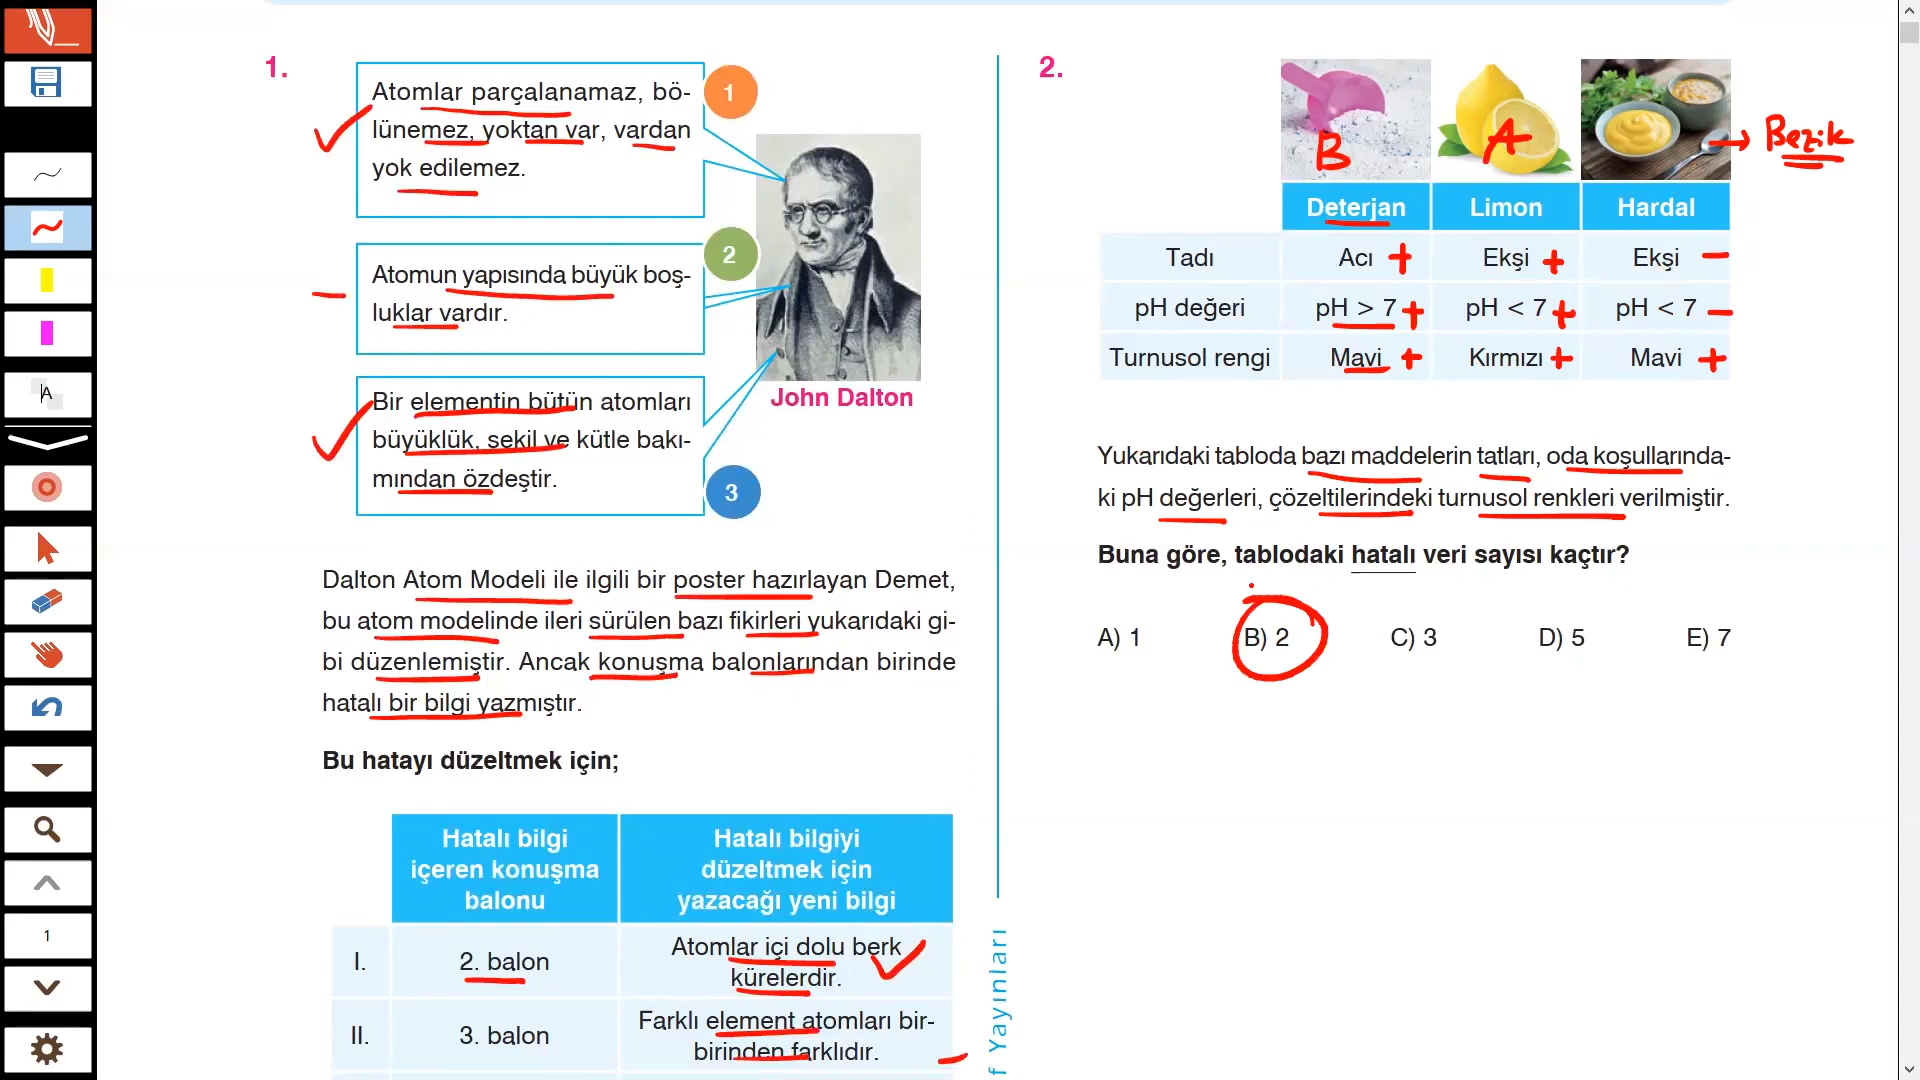 1.
Atomlar parçalanamaz, bö-
lünemez, yoktan var, vardan
yok edilemez.
1
Atomun yapısında büyük boş-
luklar vardır.
2
Bir elementin bütün atomları
büyüklük, şekil ve kütle bakı-
mından özdeştir.
3
John Dalton
Dalton Atom Modeli ile ilgili bir poster hazırlayan Demet,
bu atom modelinde ileri sürülen bazı fikirleri yukarıdaki gi-
bi düzenlemiştir. Ancak konuşma balonlarından birinde
hatalı bir bilgi yazmıştır.
Bu hatayı düzeltmek için;
Hatalı bilgi
içeren konuşma
balonu
Hatalı bilgiyi
düzeltmek için
yazacağı yeni bilgi
I.
2. balon
Atomlar içi dolu berk
kürelerdir.
II.
3. balon
Farklı element atomları bir-
birinden farklıdır.
f Yayınları
2.
B
A
Bezik
Deterjan Limon Hardal
Tadı Acı + Ekşi + Ekşi −
pH değeri pH > 7 + pH < 7 + pH < 7 −
Turnusol rengi Mavi + Kırmızı + Mavi +
Yukarıdaki tabloda bazı maddelerin tatları, oda koşullarında-
ki pH değerleri, çözeltilerindeki turnusol renkleri verilmiştir.
Buna göre, tablodaki hatalı veri sayısı kaçtır?
A) 1 B) 2 C) 3 D) 5 E) 7
A
1